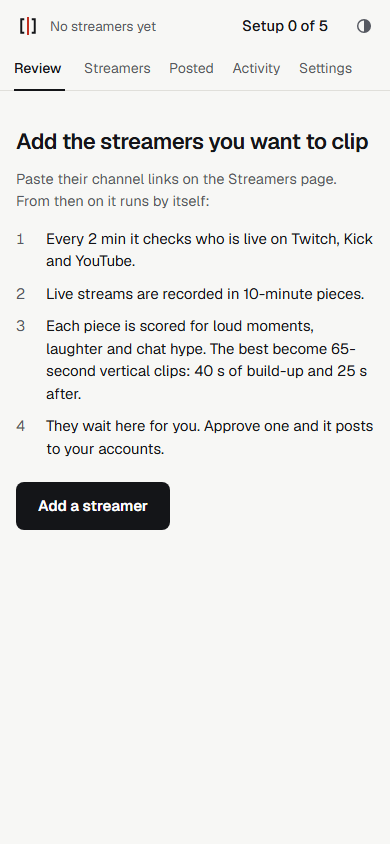 No streamers yet
Setup 0 of 5
Review
Streamers
Posted
Activity
Settings
Add the streamers you want to clip
Paste their channel links on the Streamers page.
From then on it runs by itself:
1 Every 2 min it checks who is live on Twitch, Kick
and YouTube.
2 Live streams are recorded in 10-minute pieces.
3 Each piece is scored for loud moments,
laughter and chat hype. The best become 65-
second vertical clips: 40 s of build-up and 25 s
after.
4 They wait here for you. Approve one and it posts
to your accounts.
Add a streamer